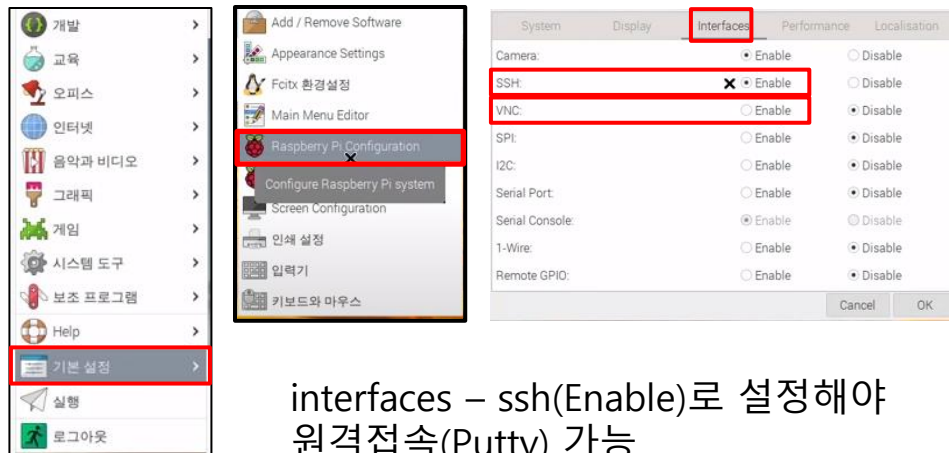 개발
교육
오피스
인터넷
음악과 비디오
그래픽
게임
시스템 도구
보조 프로그램
Help
기본 설정
실행
로그아웃
Add / Remove Software
Appearance Settings
Fcitx 환경설정
Main Menu Editor
Raspberry Pi Configuration
Configure Raspberry Pi system
Screen Configuration
인쇄 설정
입력기
키보드와 마우스
System Display Interfaces Performance Localisation
Camera: Enable Disable
SSH: Enable Disable
VNC: Enable Disable
SPI: Enable Disable
I2C: Enable Disable
Serial Port: Enable Disable
Serial Console: Enable Disable
1-Wire: Enable Disable
Remote GPIO: Enable Disable
Cancel OK
interfaces – ssh(Enable)로 설정해야
원격접속(Putty) 가능